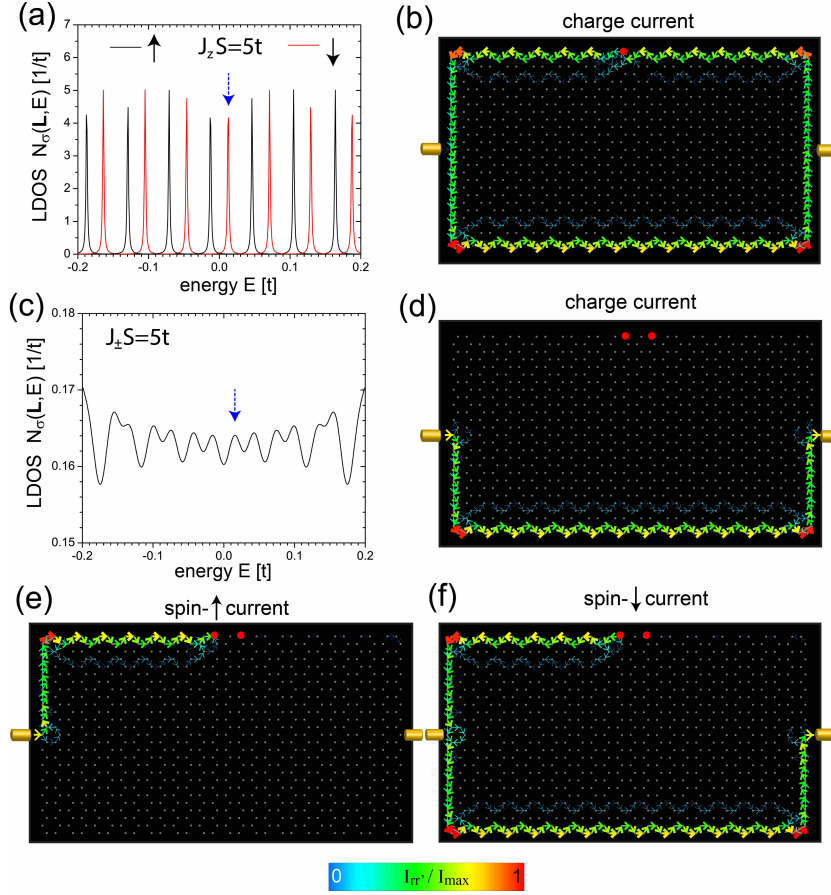 (a)
J_zS=5t
LDOS N_σ(L,E) [1/t]
7
6
5
4
3
2
1
0
-0.2 -0.1 0.0 0.1 0.2
energy E [t]
(b)
charge current
(c)
J_±S=5t
LDOS N_σ(L,E) [1/t]
0.18
0.17
0.16
0.15
-0.2 -0.1 0.0 0.1 0.2
energy E [t]
(d)
charge current
(e)
spin-↑ current
(f)
spin-↓ current
0 I_rr' / I_max 1